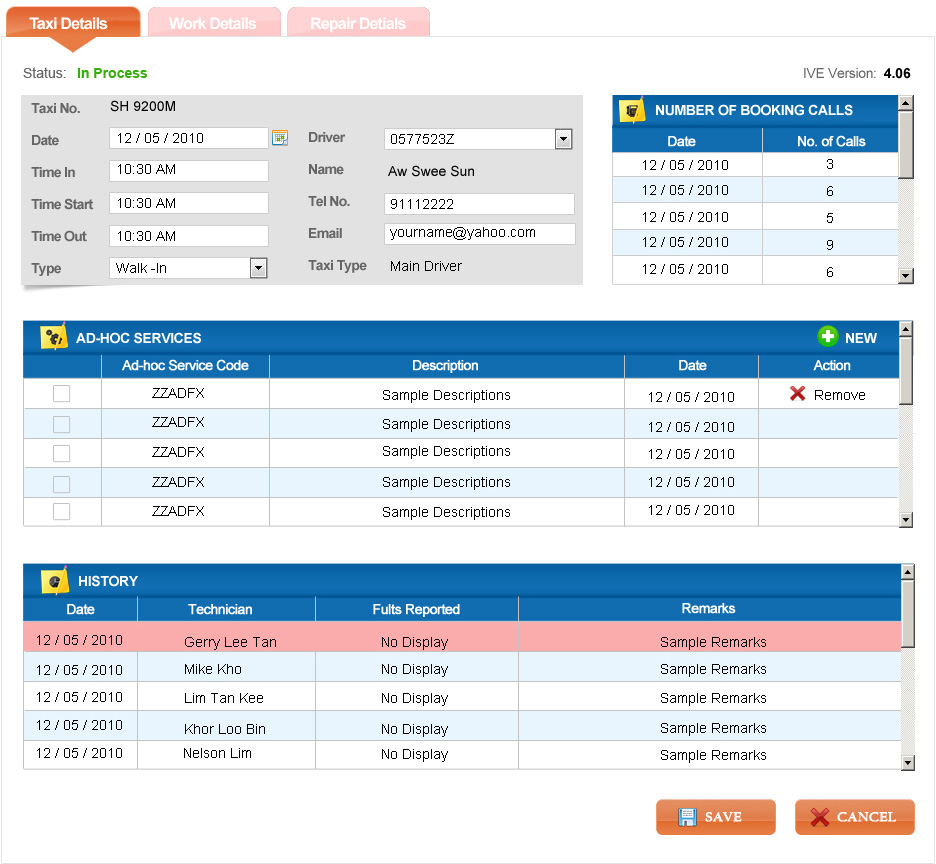 Taxi Details Work Details Repair Detials
Status: In Process IVE Version: 4.06
Taxi No. SH 9200M
Date 12 / 05 / 2010
Time In 10:30 AM
Time Start 10:30 AM
Time Out 10:30 AM
Type Walk -In
Driver 0577523Z
Name Aw Swee Sun
Tel No. 91112222
Email yourname@yahoo.com
Taxi Type Main Driver
NUMBER OF BOOKING CALLS
Date No. of Calls
12 / 05 / 2010 3
12 / 05 / 2010 6
12 / 05 / 2010 5
12 / 05 / 2010 9
12 / 05 / 2010 6
AD-HOC SERVICES NEW
Ad-hoc Service Code Description Date Action
ZZADFX Sample Descriptions 12 / 05 / 2010 Remove
ZZADFX Sample Descriptions 12 / 05 / 2010
ZZADFX Sample Descriptions 12 / 05 / 2010
ZZADFX Sample Descriptions 12 / 05 / 2010
ZZADFX Sample Descriptions 12 / 05 / 2010
HISTORY
Date Technician Fults Reported Remarks
12 / 05 / 2010 Gerry Lee Tan No Display Sample Remarks
12 / 05 / 2010 Mike Kho No Display Sample Remarks
12 / 05 / 2010 Lim Tan Kee No Display Sample Remarks
12 / 05 / 2010 Khor Loo Bin No Display Sample Remarks
12 / 05 / 2010 Nelson Lim No Display Sample Remarks
SAVE CANCEL